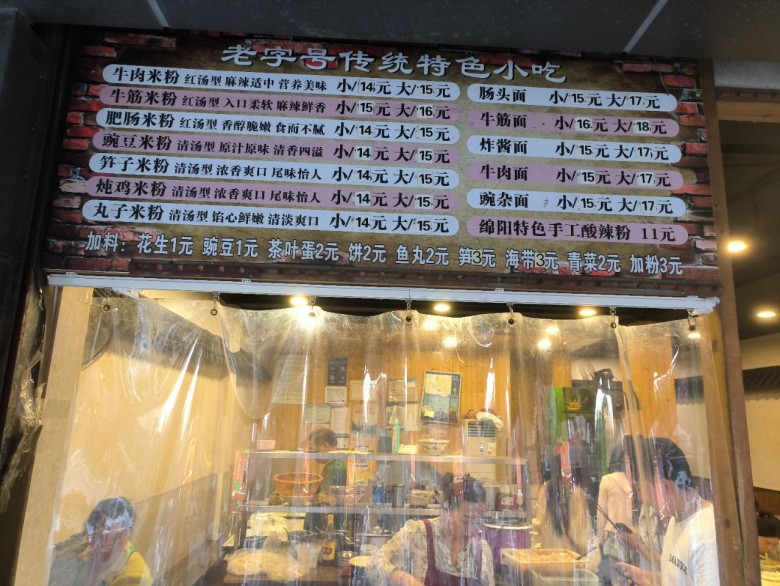 老字号传统特色小吃
牛肉米粉 红汤型 麻辣适中 营养美味 小/14元 大/15元
牛筋米粉 红汤型 入口柔软 麻辣鲜香 小/15元 大/16元
肥肠米粉 红汤型 香醇脆嫩 食而不腻 小/14元 大/15元
豌豆米粉 清汤型 原汁原味 清香四溢 小/14元 大/15元
笋子米粉 清汤型 浓香爽口 尾味怡人 小/14元 大/15元
炖鸡米粉 清汤型 浓香爽口 尾味怡人 小/14元 大/15元
丸子米粉 清汤型 馅心鲜嫩 清淡爽口 小/14元 大/15元
肠头面 小/15元 大/17元
牛筋面 小/16元 大/18元
炸酱面 小/15元 大/17元
牛肉面 小/15元 大/17元
豌杂面 小/15元 大/17元
绵阳特色手工酸辣粉 11元
加料：花生1元 豌豆1元 茶叶蛋2元 饼2元 鱼丸2元 笋3元 海带3元 青菜2元 加粉3元